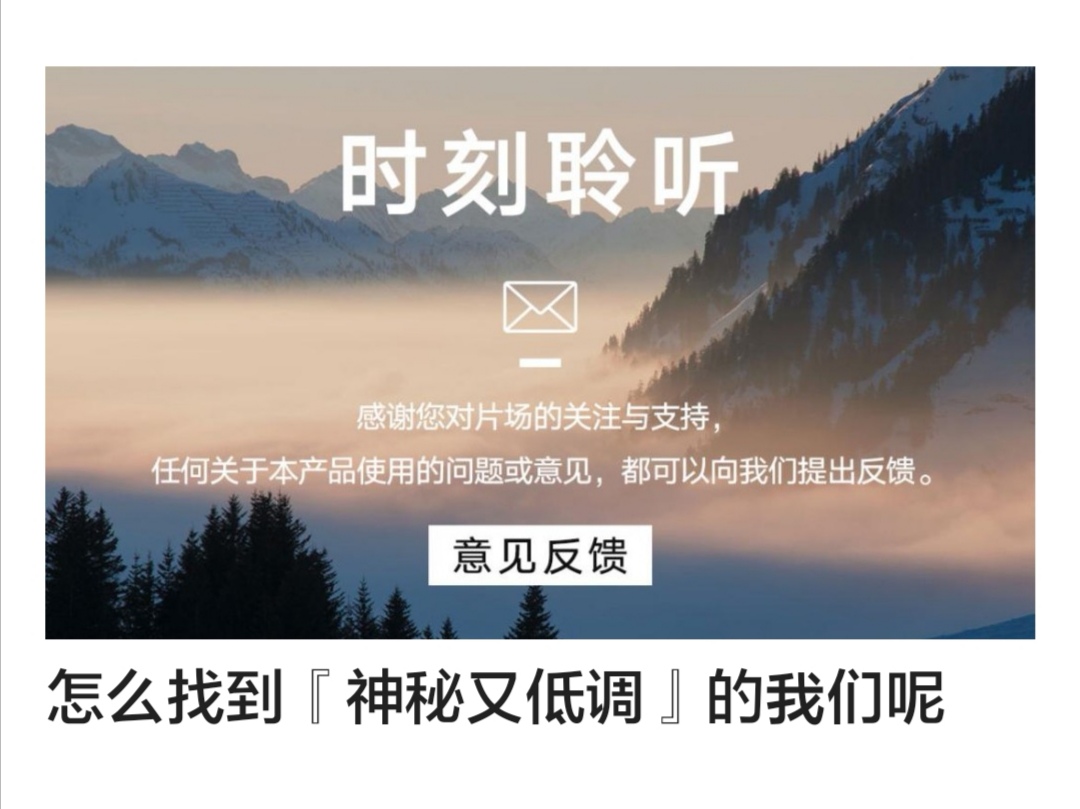 时刻聆听
感谢您对片场的关注与支持，
任何关于本产品使用的问题或意见，都可以向我们提出反馈。
意见反馈
怎么找到『神秘又低调』的我们呢